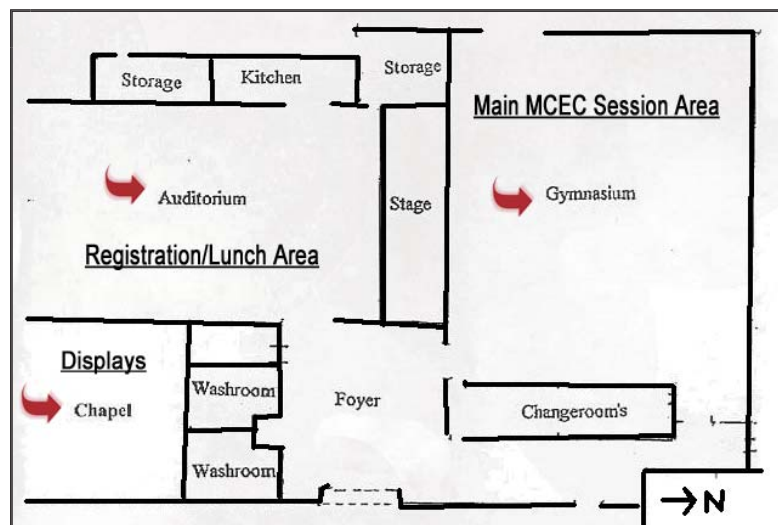 Storage
Kitchen
Storage
Main MCEC Session Area
Auditorium
Stage
Gymnasium
Registration/Lunch Area
Displays
Chapel
Washroom
Foyer
Changeroom's
Washroom
→N